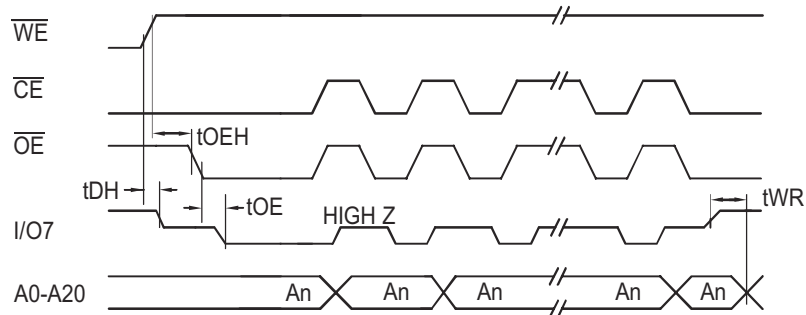 WE
CE
tOEH
OE
tDH
tOE
tWR
HIGH Z
I/O7
A0-A20 An An An An An